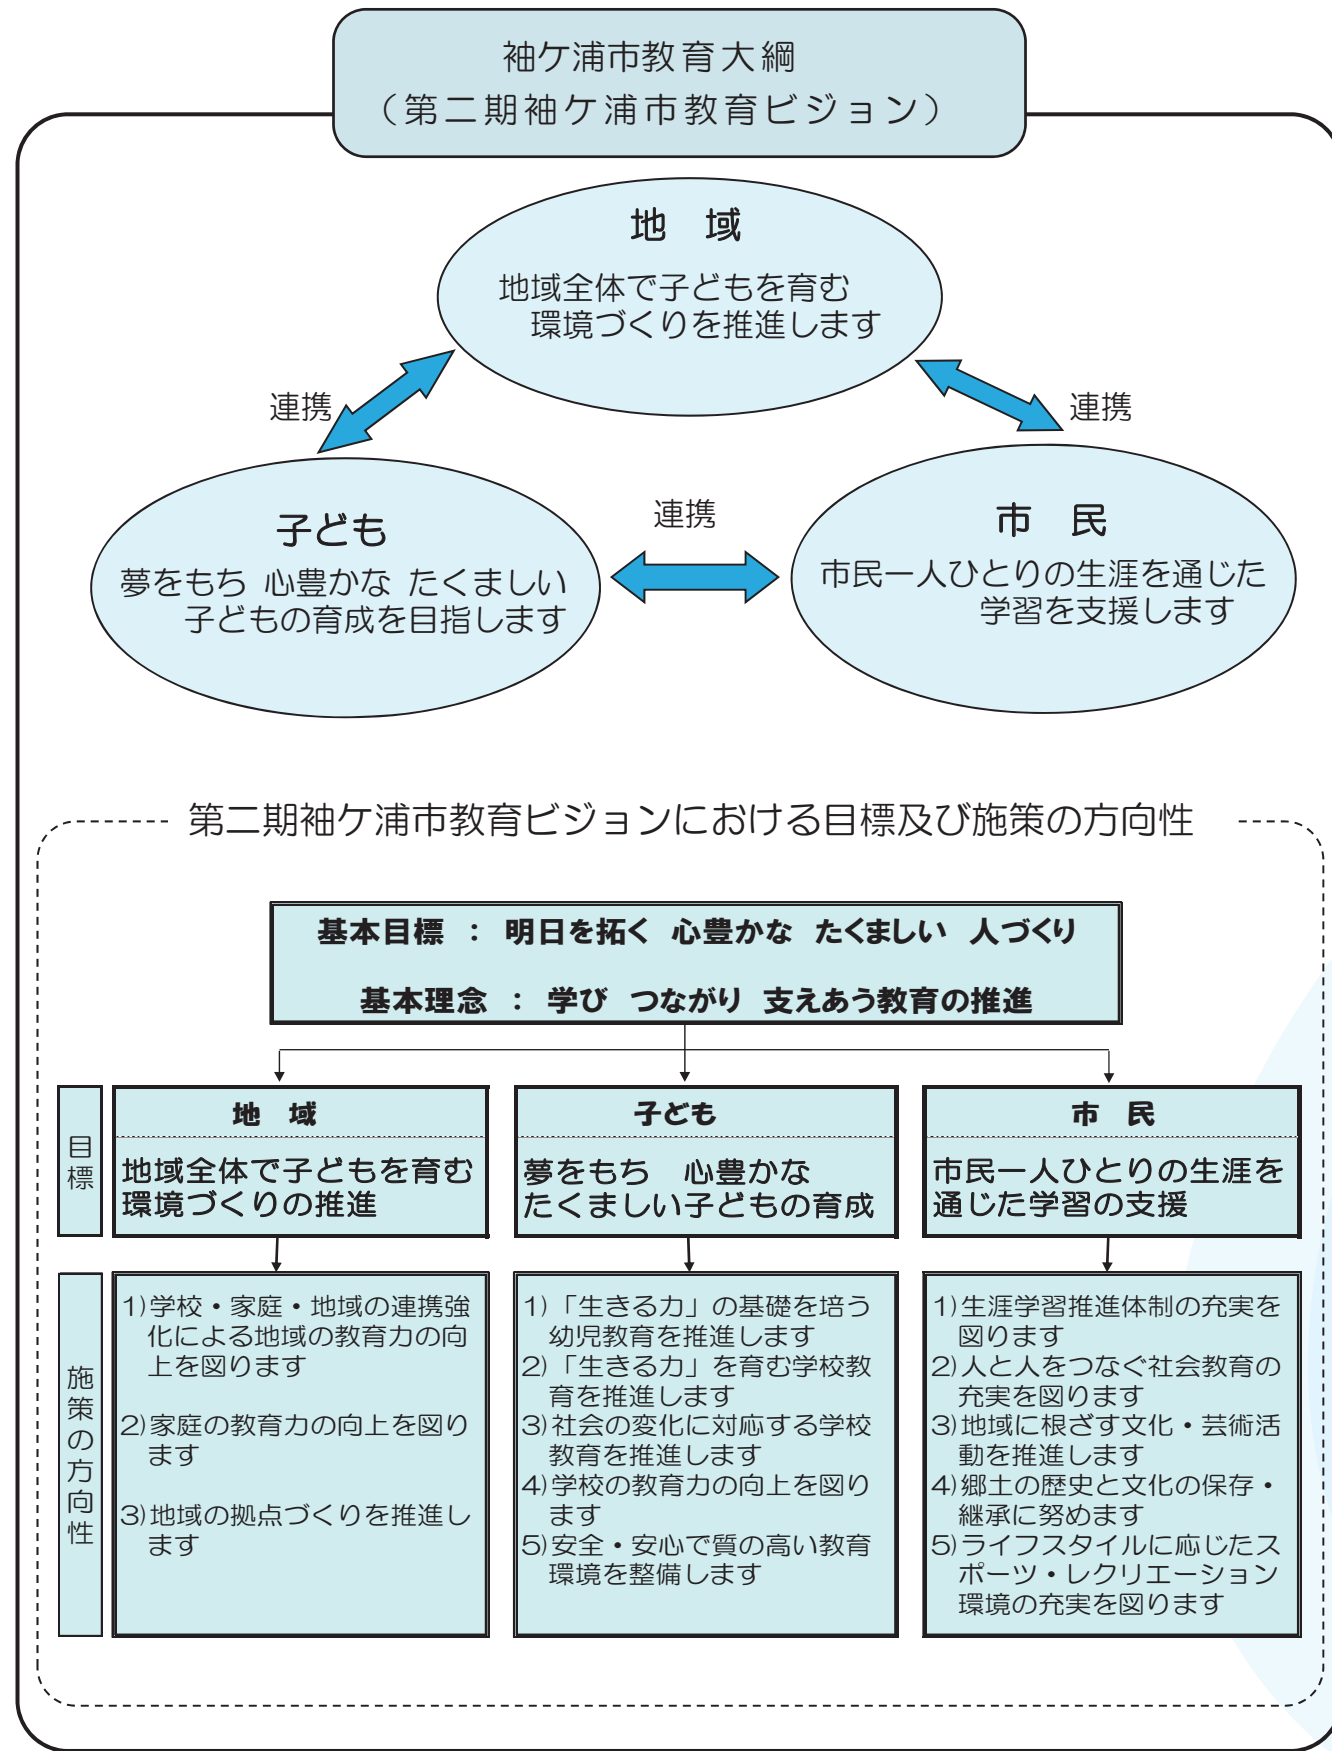 袖ケ浦市教育大綱
（第二期袖ケ浦市教育ビジョン）
地　域
地域全体で子どもを育む
環境づくりを推進します
連携
連携
子ども
夢をもち 心豊かな たくましい
子どもの育成を目指します
連携
市　民
市民一人ひとりの生涯を通じた
学習を支援します
第二期袖ケ浦市教育ビジョンにおける目標及び施策の方向性
基本目標 ： 明日を拓く 心豊かな たくましい 人づくり
基本理念 ： 学び つながり 支えあう教育の推進
目標
地　域
地域全体で子どもを育む
環境づくりの推進
子ども
夢をもち　心豊かな
たくましい子どもの育成
市　民
市民一人ひとりの生涯を
通じた学習の支援
施策の方向性
1)学校・家庭・地域の連携強
化による地域の教育力の向
上を図ります
2)家庭の教育力の向上を図り
ます
3)地域の拠点づくりを推進し
ます
1)「生きる力」の基礎を培う
幼児教育を推進します
2)「生きる力」を育む学校教
育を推進します
3)社会の変化に対応する学校
教育を推進します
4)学校の教育力の向上を図り
ます
5)安全・安心で質の高い教育
環境を整備します
1)生涯学習推進体制の充実を
図ります
2)人と人をつなぐ社会教育の
充実を図ります
3)地域に根ざす文化・芸術活
動を推進します
4)郷土の歴史と文化の保存・
継承に努めます
5)ライフスタイルに応じたス
ポーツ・レクリエーション
環境の充実を図ります